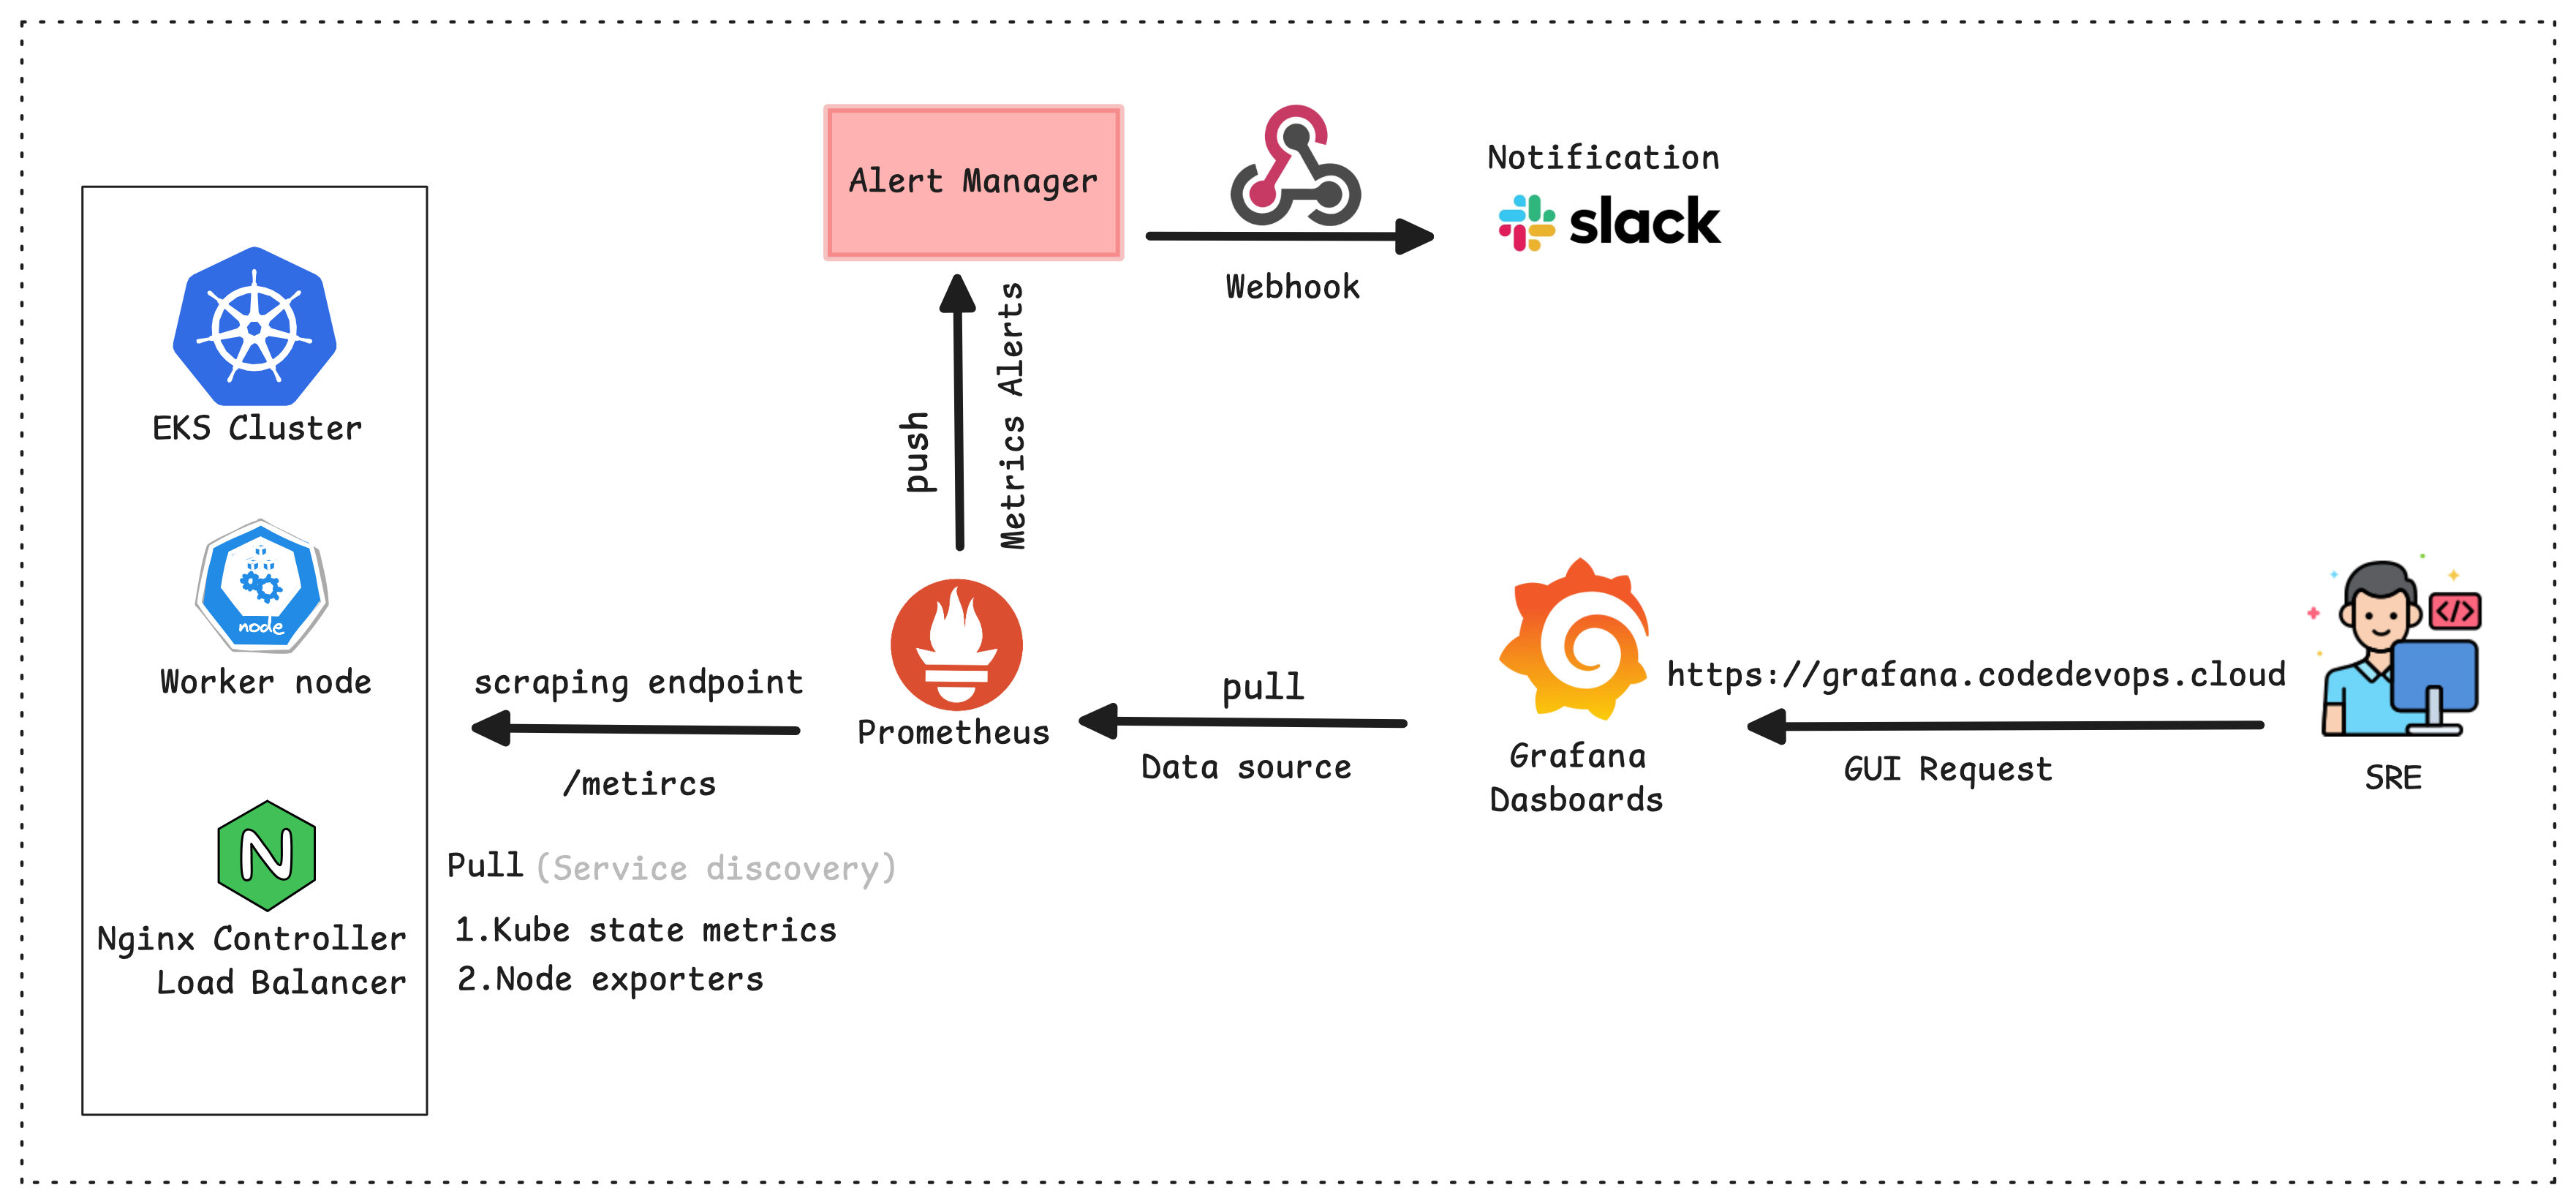 Alert Manager
Webhook
Notification
slack
push
Metrics Alerts
EKS Cluster
node
Worker node
N
Nginx Controller
Load Balancer
scraping endpoint
/metircs
Pull (Service discovery)
1.Kube state metrics
2.Node exporters
Prometheus
pull
Data source
Grafana
Dasboards
https://grafana.codedevops.cloud
GUI Request
</>
SRE